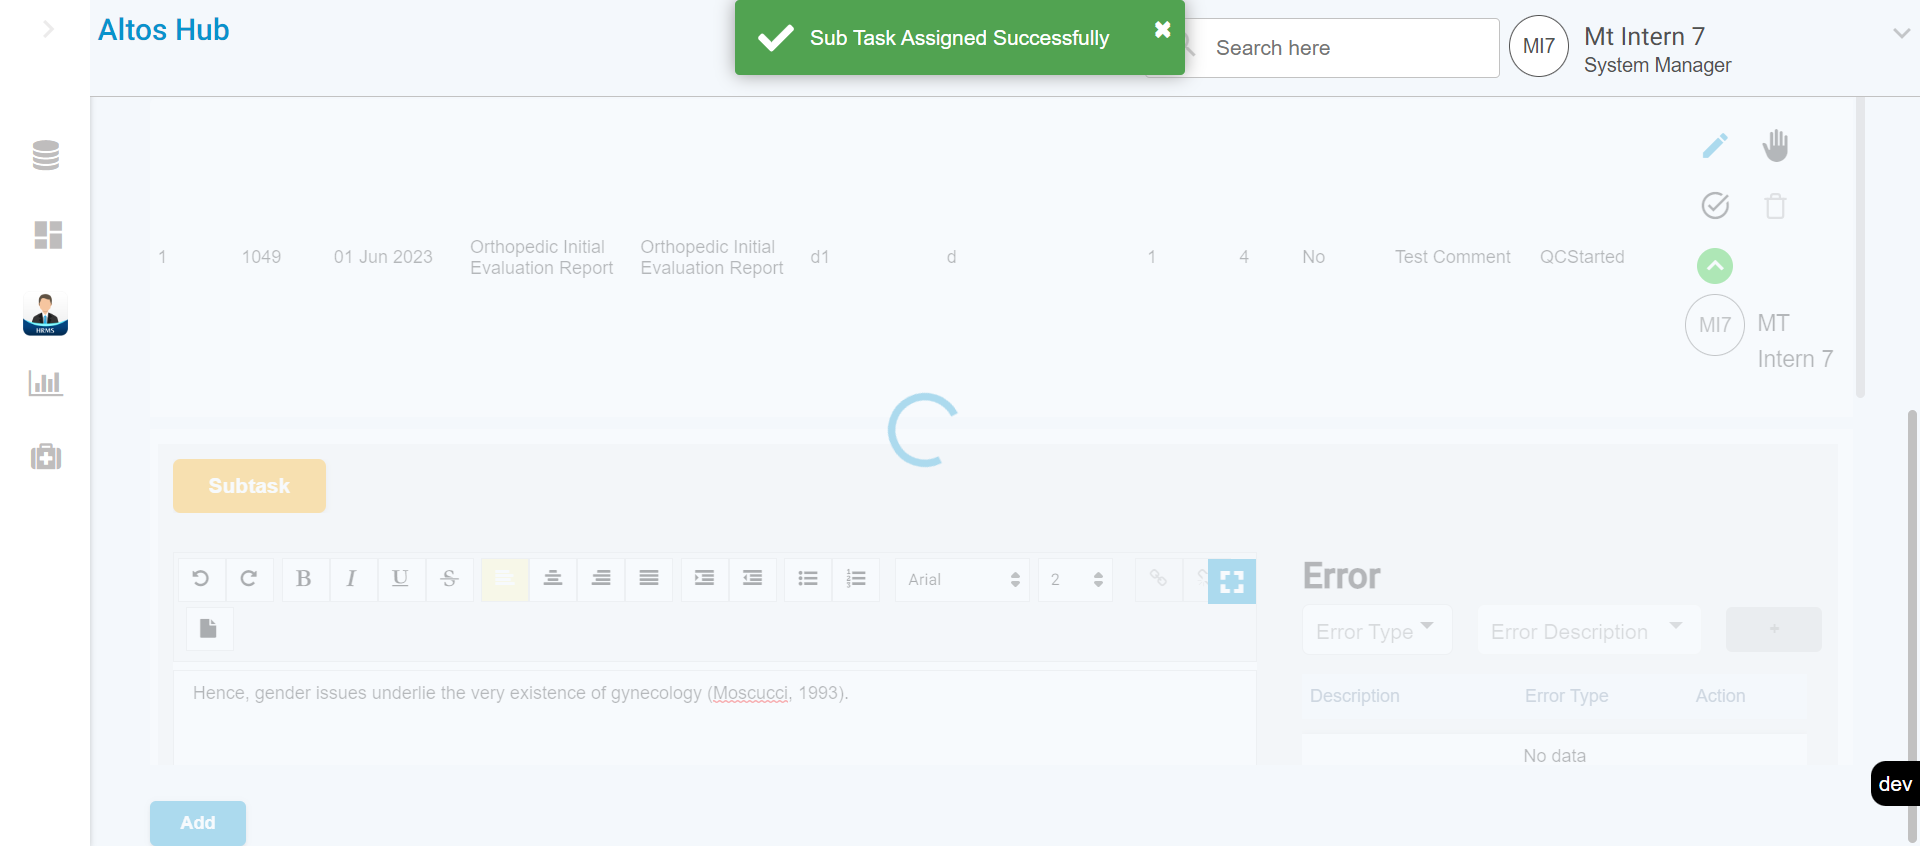 Altos Hub
Sub Task Assigned Successfully
Search here
MI7
Mt Intern 7
System Manager
HRMS
1
1049
01 Jun 2023
Orthopedic Initial
Evaluation Report
Orthopedic Initial
Evaluation Report
d1
d
1
4
No
Test Comment
QCStarted
MI7
MT
Intern 7
Subtask
B
I
U
S
Arial
2
Error
Error Type
Error Description
+
Hence, gender issues underlie the very existence of gynecology (Moscucci, 1993).
Description
Error Type
Action
No data
dev
Add